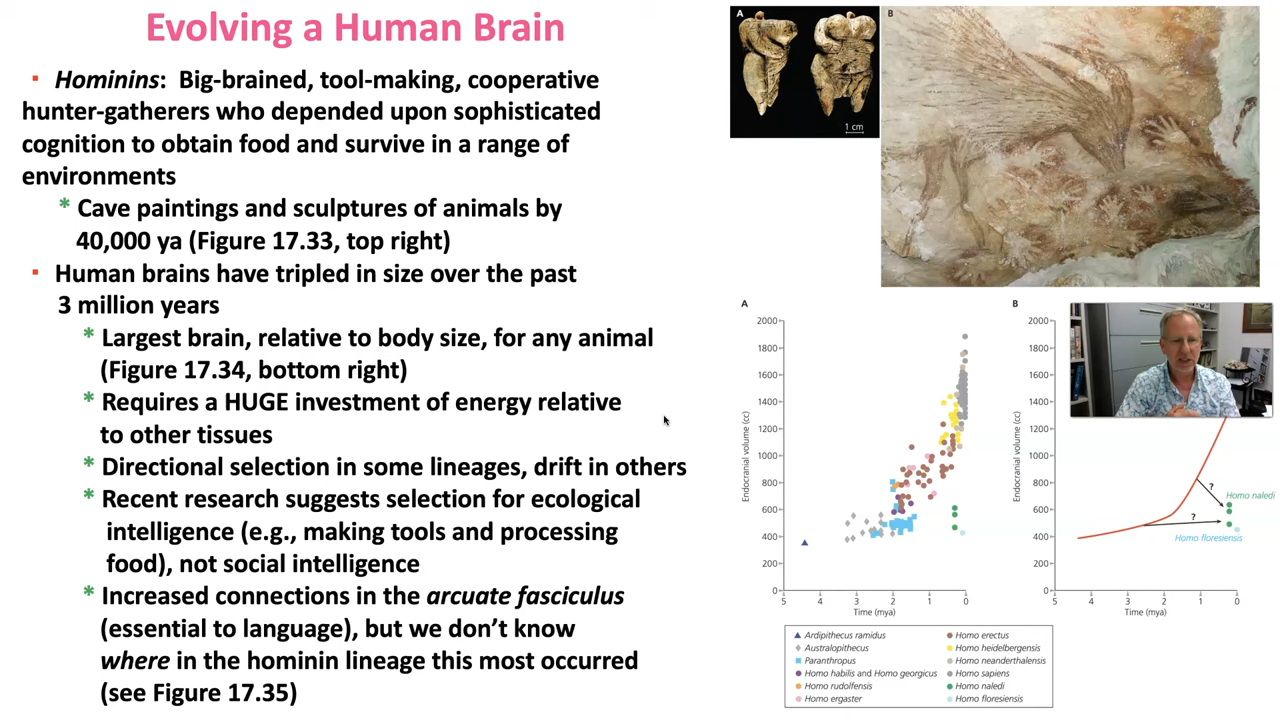 Evolving a Human Brain
▪ Hominins: Big-brained, tool-making, cooperative
hunter-gatherers who depended upon sophisticated
cognition to obtain food and survive in a range of
environments
* Cave paintings and sculptures of animals by
40,000 ya (Figure 17.33, top right)
▪ Human brains have tripled in size over the past
3 million years
* Largest brain, relative to body size, for any animal
(Figure 17.34, bottom right)
* Requires a HUGE investment of energy relative
to other tissues
* Directional selection in some lineages, drift in others
* Recent research suggests selection for ecological
intelligence (e.g., making tools and processing
food), not social intelligence
* Increased connections in the arcuate fasciculus
(essential to language), but we don't know
where in the hominin lineage this most occurred
(see Figure 17.35)
A
1 cm
B
A
2000
1800
1600
1400
1200
1000
800
600
400
200
0
Endocranial volume (cc)
5 4 3 2 1 0
Time (mya)
B
2000
1800
1600
1400
1200
1000
800
600
400
200
0
Endocranial volume (cc)
?
?
Homo naledi
Homo floresiensis
5 4 3 2 1 0
Time (mya)
Ardipithecus ramidus
Australopithecus
Paranthropus
Homo habilis and Homo georgicus
Homo rudolfensis
Homo ergaster
Homo erectus
Homo heidelbergensis
Homo neanderthalensis
Homo sapiens
Homo naledi
Homo floresiensis